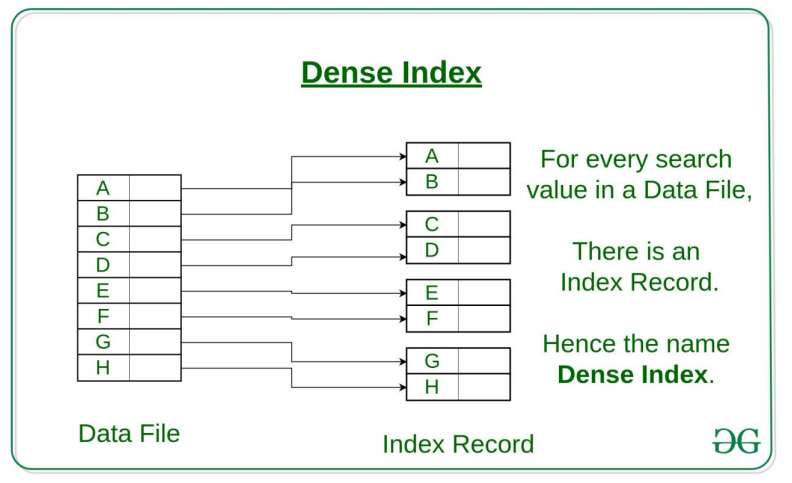 Dense Index
A
B
C
D
E
F
G
H
Data File
A
B
C
D
E
F
G
H
Index Record
For every search
value in a Data File,
There is an
Index Record.
Hence the name
Dense Index.